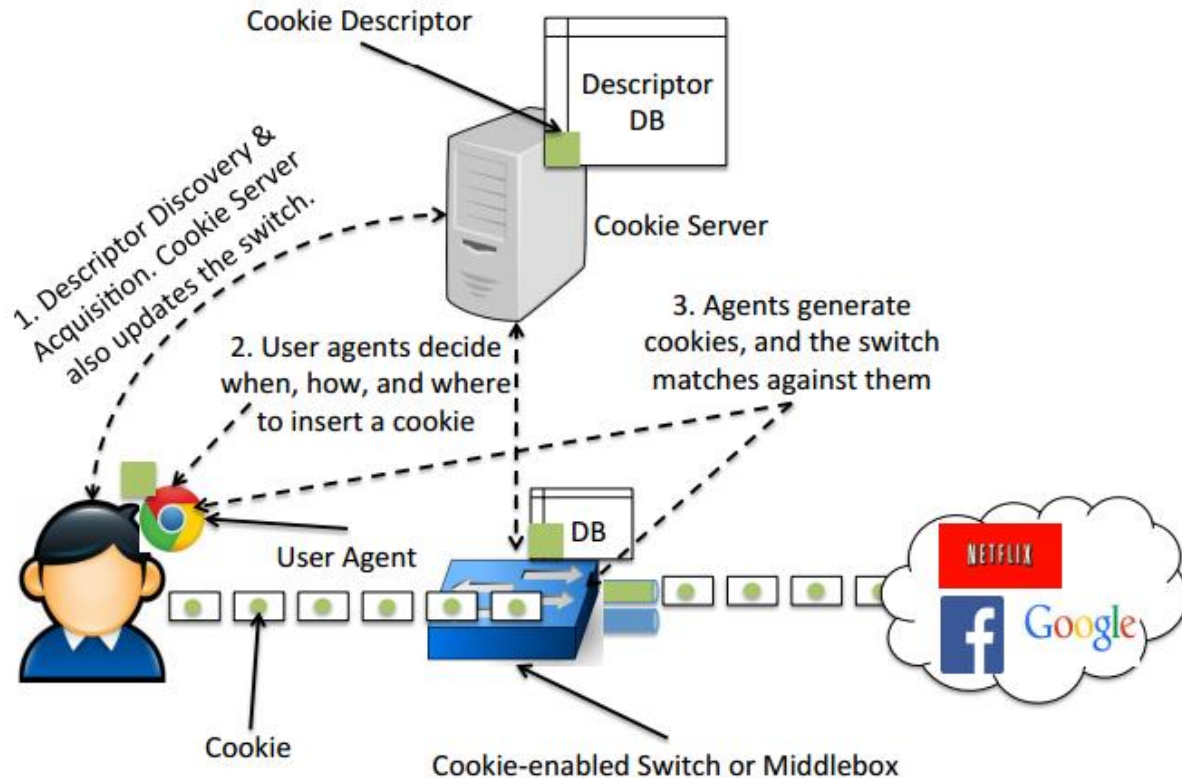 Cookie Descriptor
Descriptor
DB
Cookie Server
1. Descriptor Discovery &
Acquisition. Cookie Server
also updates the switch.
2. User agents decide
when, how, and where
to insert a cookie
3. Agents generate
cookies, and the switch
matches against them
User Agent
DB
NETFLIX
f
Google
Cookie
Cookie-enabled Switch or Middlebox